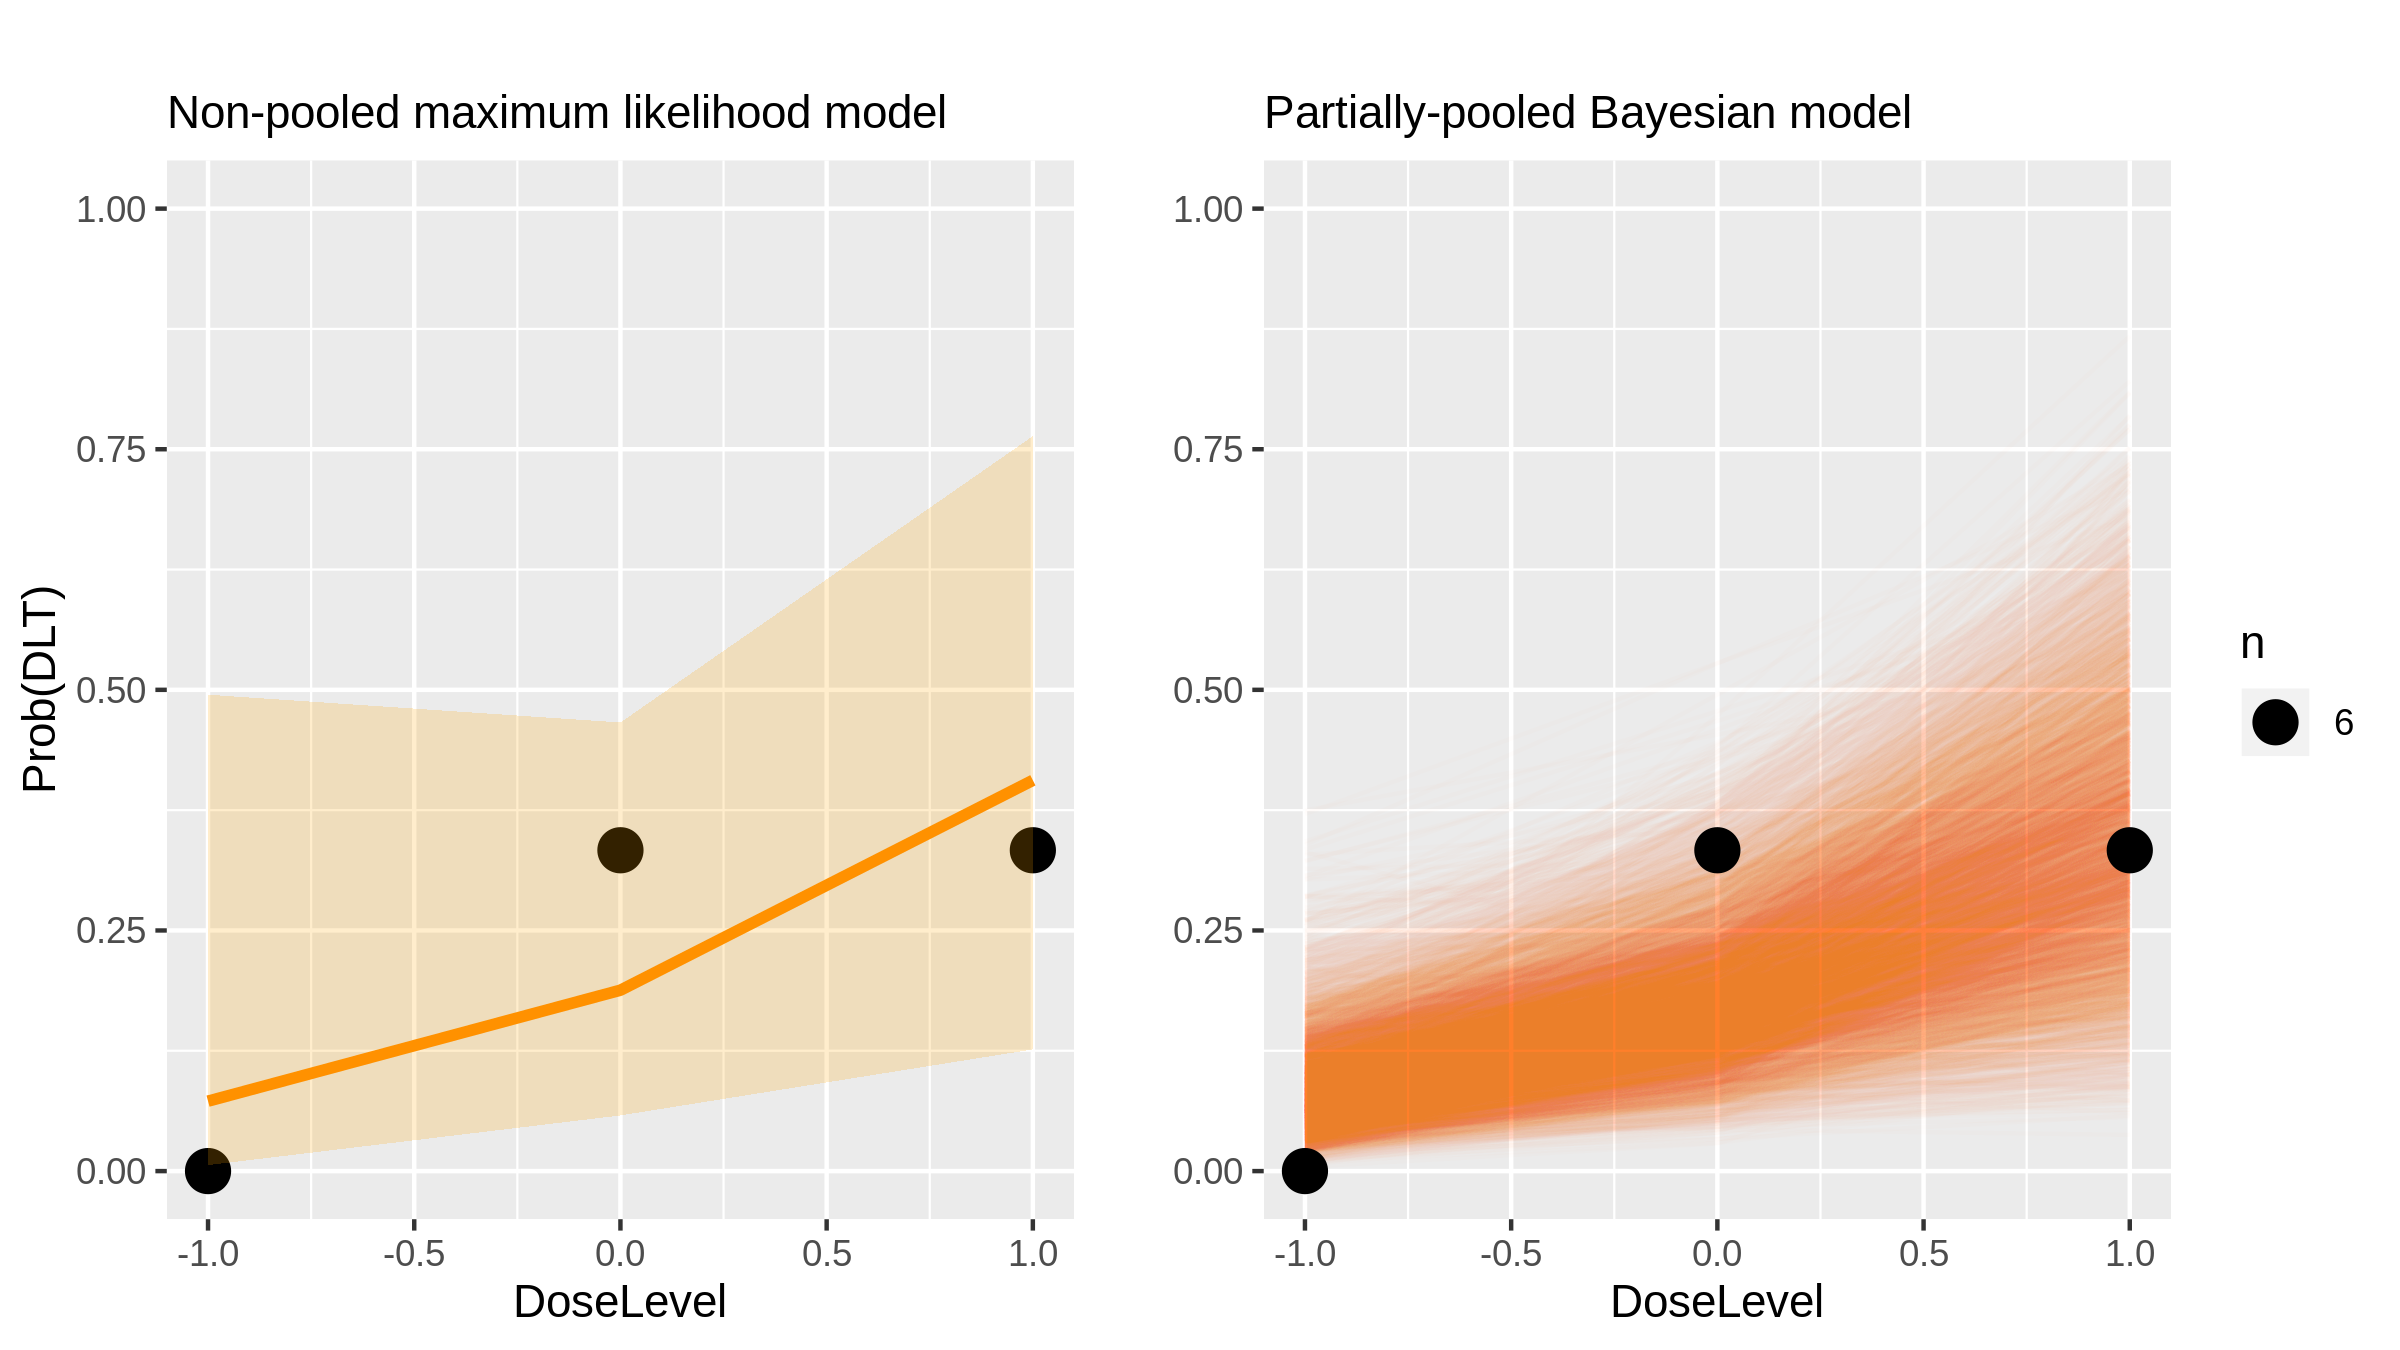 Non-pooled maximum likelihood model
Prob(DLT)
1.00
0.75
0.50
0.25
0.00
-1.0 -0.5 0.0 0.5 1.0
DoseLevel
Partially-pooled Bayesian model
1.00
0.75
0.50
0.25
0.00
-1.0 -0.5 0.0 0.5 1.0
DoseLevel
n
6